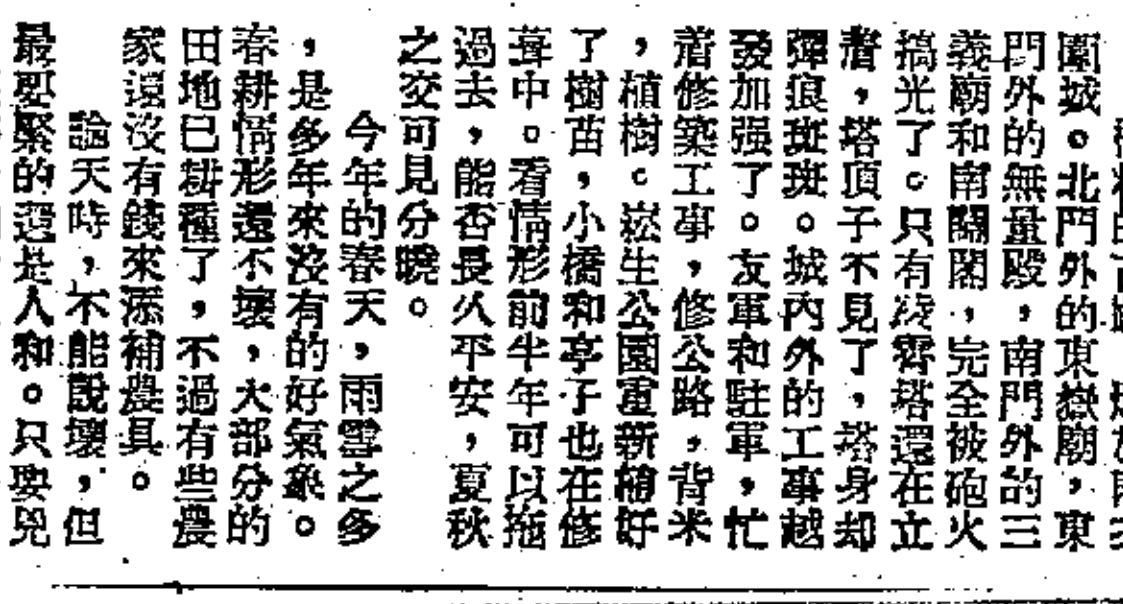 圍城。北門外的東嶽廟，東
門外的無量殿，南門外的三
義廟和南關閣，完全被砲火
搞光了。只有凌霄塔還在立
着，塔頂子不見了，塔身却
彈痕斑斑。城內外的工事越
發加强了。友軍和駐軍，忙
着修築工事，修公路，背米
，植樹。崧生公園重新補好
了樹苗，小橋和亭子也在修
葺中。看情形前半年可以拖
過去，能否長久平安，夏秋
之交可見分曉。
今年的春天，雨雪之多
，是多年來沒有的好氣象。
春耕情形還不壞，大部分的
田地已耕種了，不過有些農
家還沒有錢來添補農具。
論天時，不能說壞，但
最要緊的還是人和。只要兒